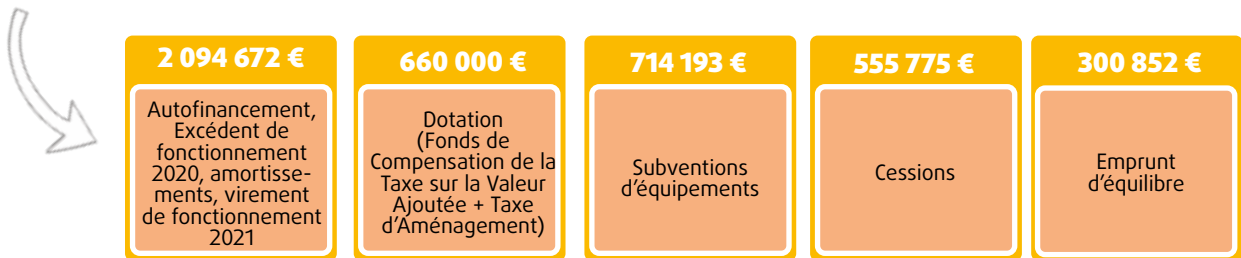 2 094 672 €
Autofinancement,
Excédent de
fonctionnement
2020, amortisse-
ments, virement
de fonctionnement
2021
660 000 €
Dotation
(Fonds de
Compensation de la
Taxe sur la Valeur
Ajoutée + Taxe
d’Aménagement)
714 193 €
Subventions
d’équipements
555 775 €
Cessions
300 852 €
Emprunt
d’équilibre